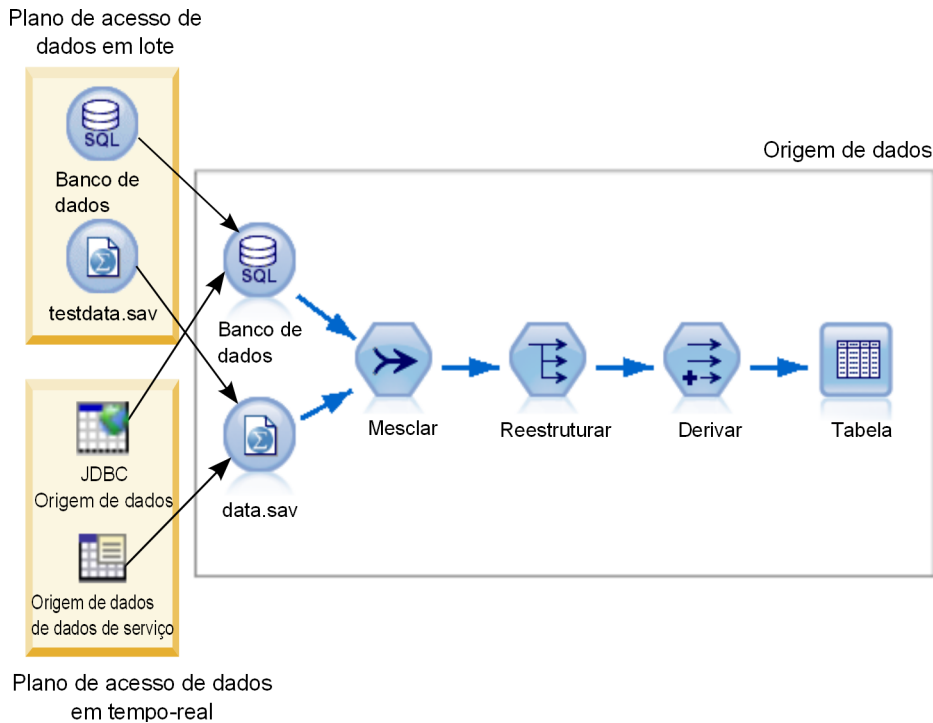 Plano de acesso de
dados em lote
SQL
Banco de
dados
testdata.sav
Origem de dados
SQL
Banco de
dados
data.sav
Mesclar
Reestruturar
Derivar
Tabela
JDBC
Origem de dados
Origem de dados
de dados de serviço
Plano de acesso de dados
em tempo-real